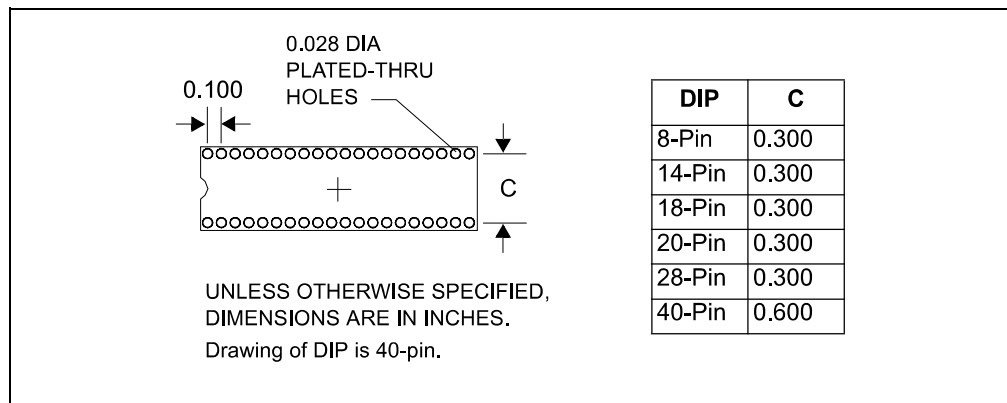 0.028 DIA
PLATED-THRU
HOLES
0.100
C
UNLESS OTHERWISE SPECIFIED,
DIMENSIONS ARE IN INCHES.
Drawing of DIP is 40-pin.
DIP C
8-Pin 0.300
14-Pin 0.300
18-Pin 0.300
20-Pin 0.300
28-Pin 0.300
40-Pin 0.600